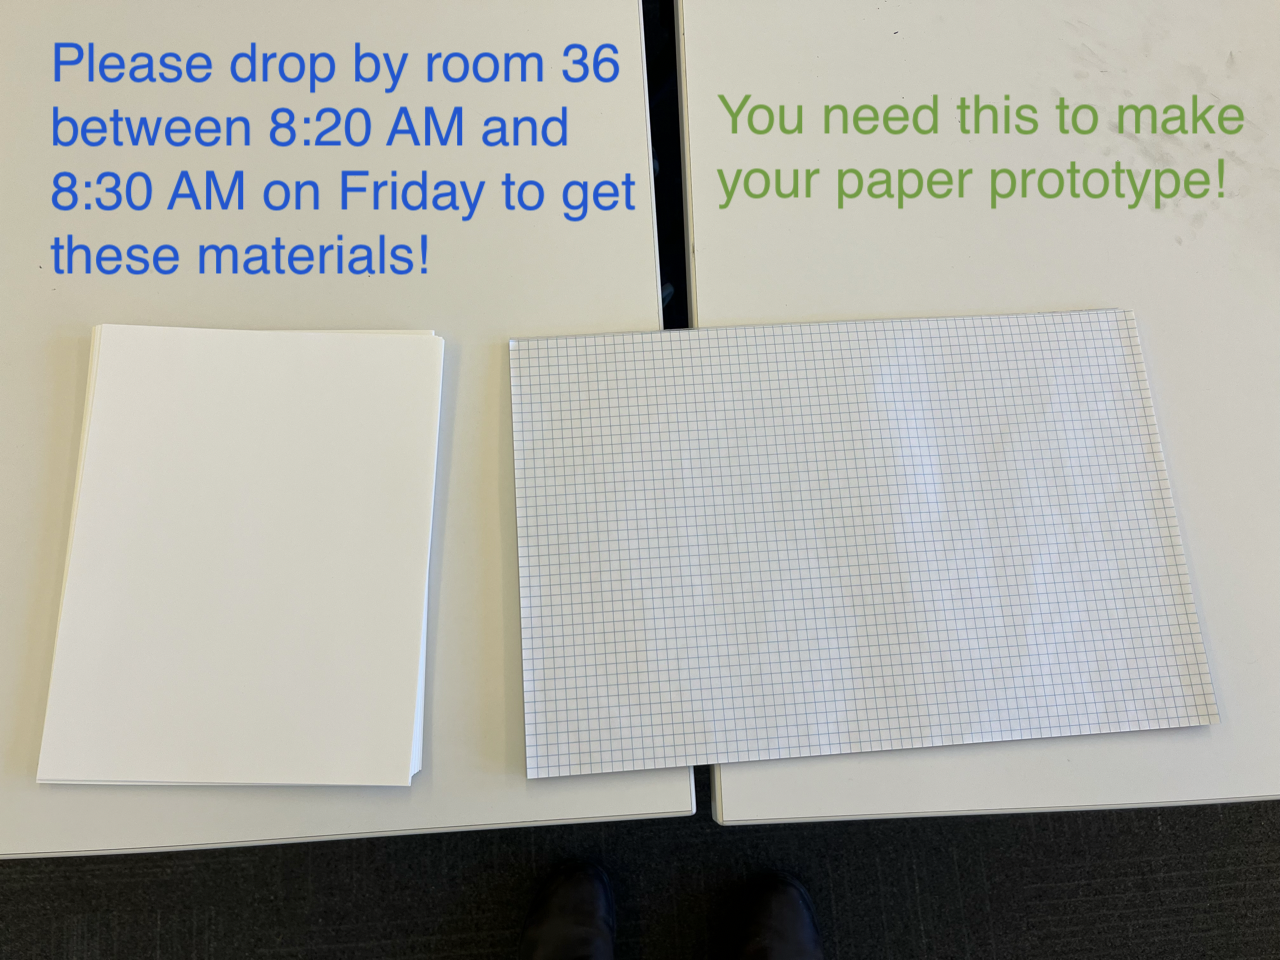 Please drop by room 36
between 8:20 AM and
8:30 AM on Friday to get
these materials!
You need this to make
your paper prototype!